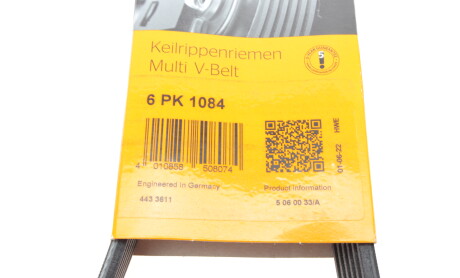 Keilrippenriemen
Multi V-Belt
6 PK 1084
4 010858 508074
Engineered in Germany
443 3611
Product information
5 06 00 33/A
01-06-22 HWE